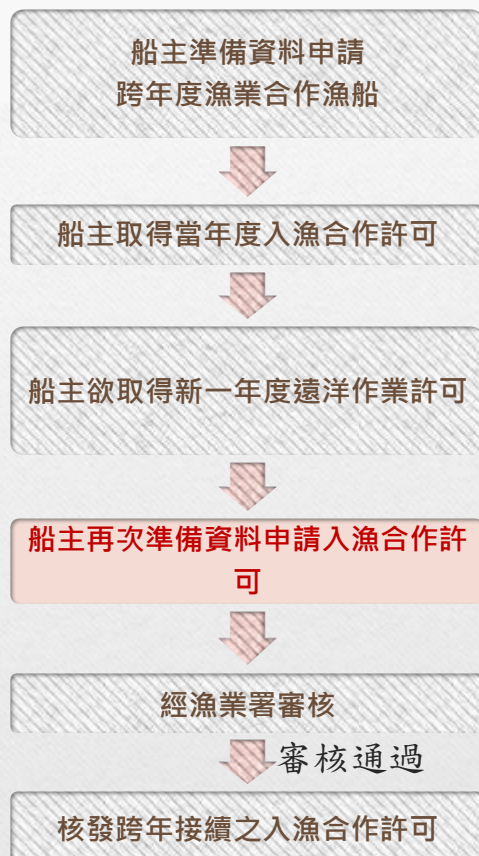 船主準備資料申請
跨年度漁業合作漁船
船主取得當年度入漁合作許可
船主欲取得新一年度遠洋作業許可
船主再次準備資料申請入漁合作許
可
經漁業署審核
審核通過
核發跨年接續之入漁合作許可